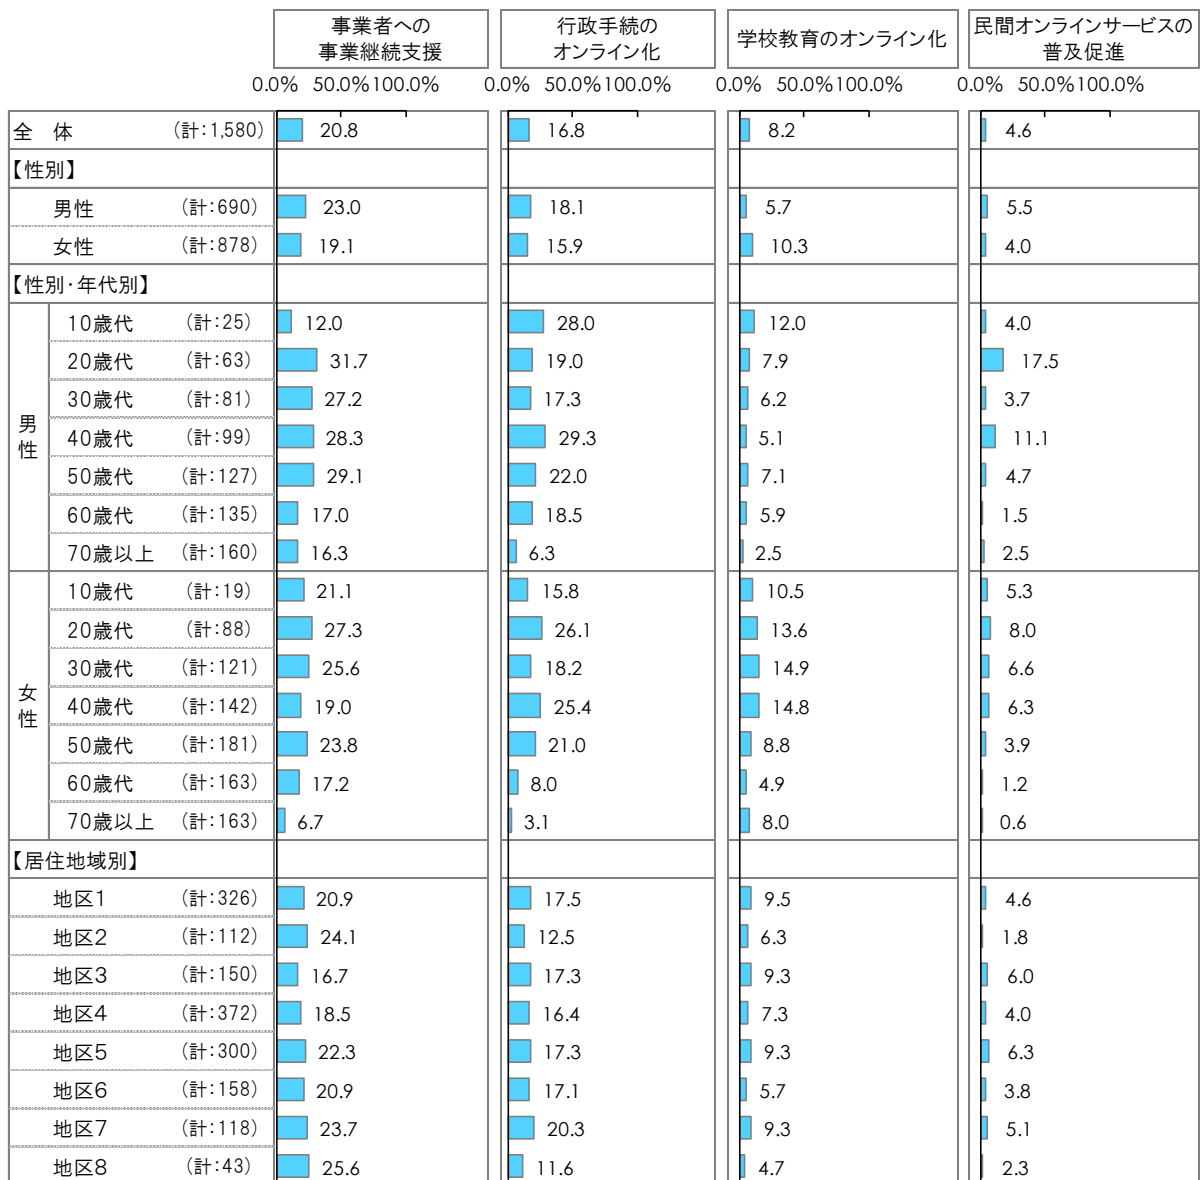 事業者への
事業継続支援
行政手続の
オンライン化
学校教育のオンライン化
民間オンラインサービスの
普及促進
0.0% 50.0% 100.0% 0.0% 50.0% 100.0% 0.0% 50.0% 100.0% 0.0% 50.0% 100.0%
全 体 (計:1,580) 20.8 16.8 8.2 4.6
【性別】
男性 (計:690) 23.0 18.1 5.7 5.5
女性 (計:878) 19.1 15.9 10.3 4.0
【性別・年代別】
男性
10歳代 (計:25) 12.0 28.0 12.0 4.0
20歳代 (計:63) 31.7 19.0 7.9 17.5
30歳代 (計:81) 27.2 17.3 6.2 3.7
40歳代 (計:99) 28.3 29.3 5.1 11.1
50歳代 (計:127) 29.1 22.0 7.1 4.7
60歳代 (計:135) 17.0 18.5 5.9 1.5
70歳以上 (計:160) 16.3 6.3 2.5 2.5
女性
10歳代 (計:19) 21.1 15.8 10.5 5.3
20歳代 (計:88) 27.3 26.1 13.6 8.0
30歳代 (計:121) 25.6 18.2 14.9 6.6
40歳代 (計:142) 19.0 25.4 14.8 6.3
50歳代 (計:181) 23.8 21.0 8.8 3.9
60歳代 (計:163) 17.2 8.0 4.9 1.2
70歳以上 (計:163) 6.7 3.1 8.0 0.6
【居住地域別】
地区1 (計:326) 20.9 17.5 9.5 4.6
地区2 (計:112) 24.1 12.5 6.3 1.8
地区3 (計:150) 16.7 17.3 9.3 6.0
地区4 (計:372) 18.5 16.4 7.3 4.0
地区5 (計:300) 22.3 17.3 9.3 6.3
地区6 (計:158) 20.9 17.1 5.7 3.8
地区7 (計:118) 23.7 20.3 9.3 5.1
地区8 (計:43) 25.6 11.6 4.7 2.3